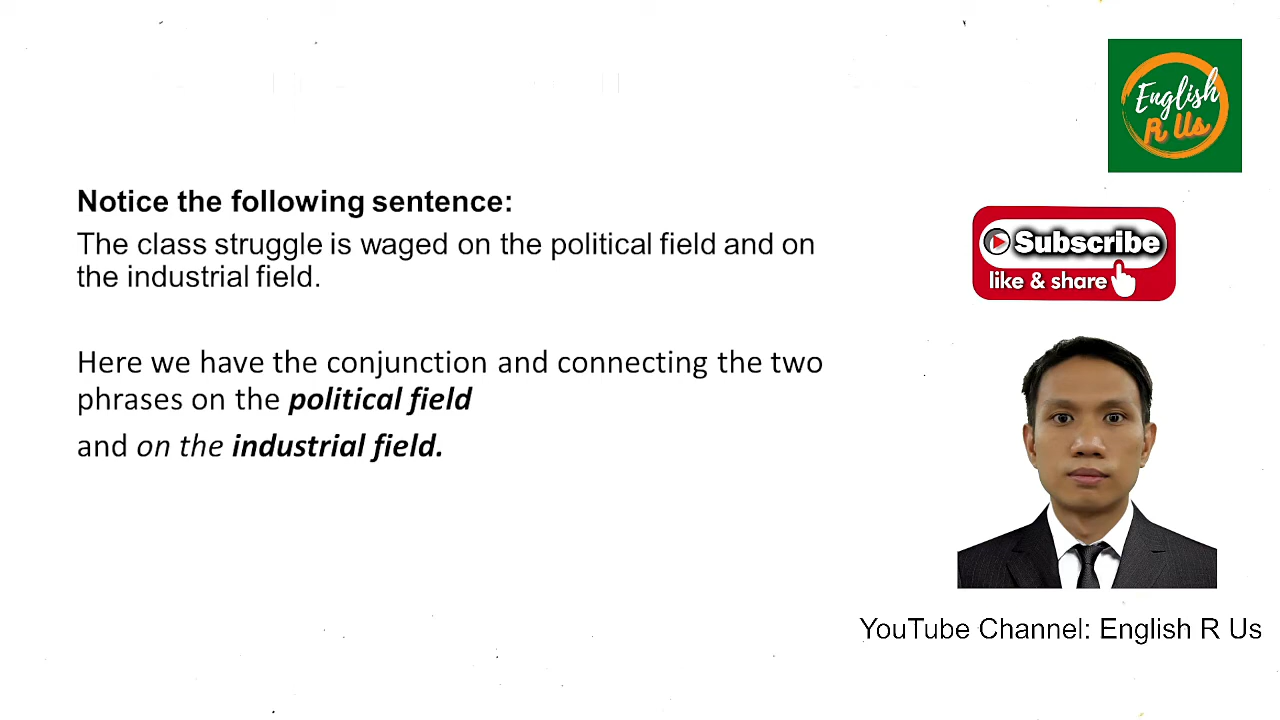 English
R Us
Notice the following sentence:
Subscribe
like & share
The class struggle is waged on the political field and on
the industrial field.
Here we have the conjunction and connecting the two
phrases on the political field
and on the industrial field.
YouTube Channel: English R Us